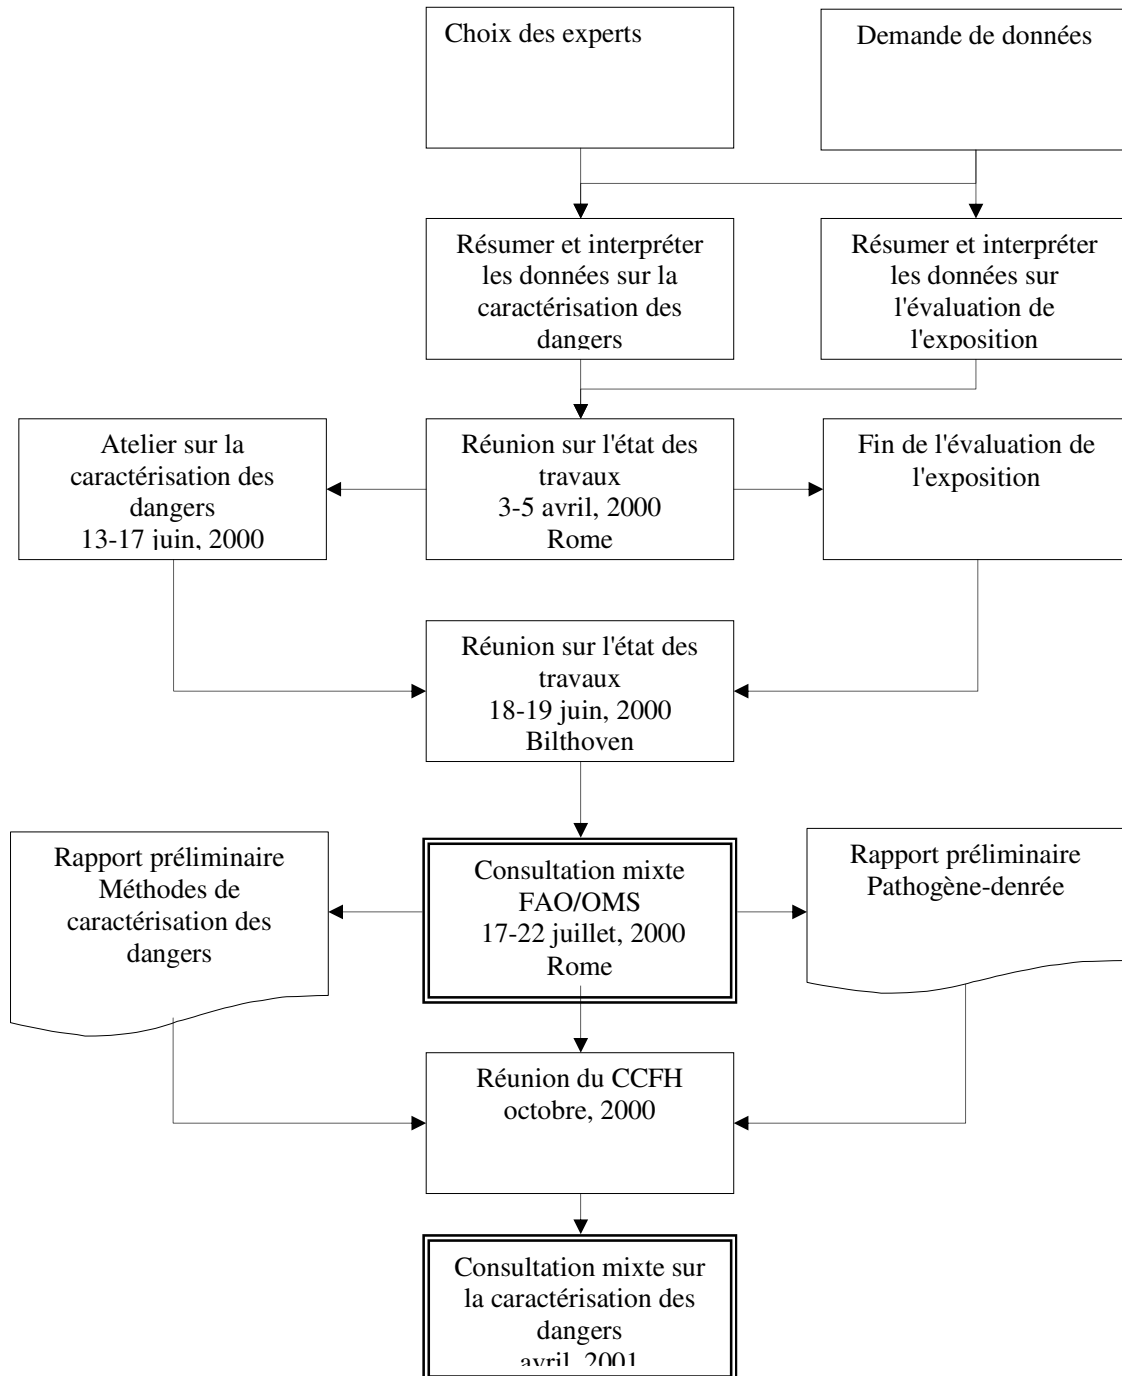 Choix des experts
Demande de données
Résumer et interpréter
les données sur la
caractérisation des
dangers
Résumer et interpréter
les données sur
l'évaluation de
l'exposition
Atelier sur la
caractérisation des
dangers
13-17 juin, 2000
Réunion sur l'état des
travaux
3-5 avril, 2000
Rome
Fin de l'évaluation de
l'exposition
Réunion sur l'état des
travaux
18-19 juin, 2000
Bilthoven
Rapport préliminaire
Méthodes de
caractérisation des
dangers
Consultation mixte
FAO/OMS
17-22 juillet, 2000
Rome
Rapport préliminaire
Pathogène-denrée
Réunion du CCFH
octobre, 2000
Consultation mixte sur
la caractérisation des
dangers
avril, 2001